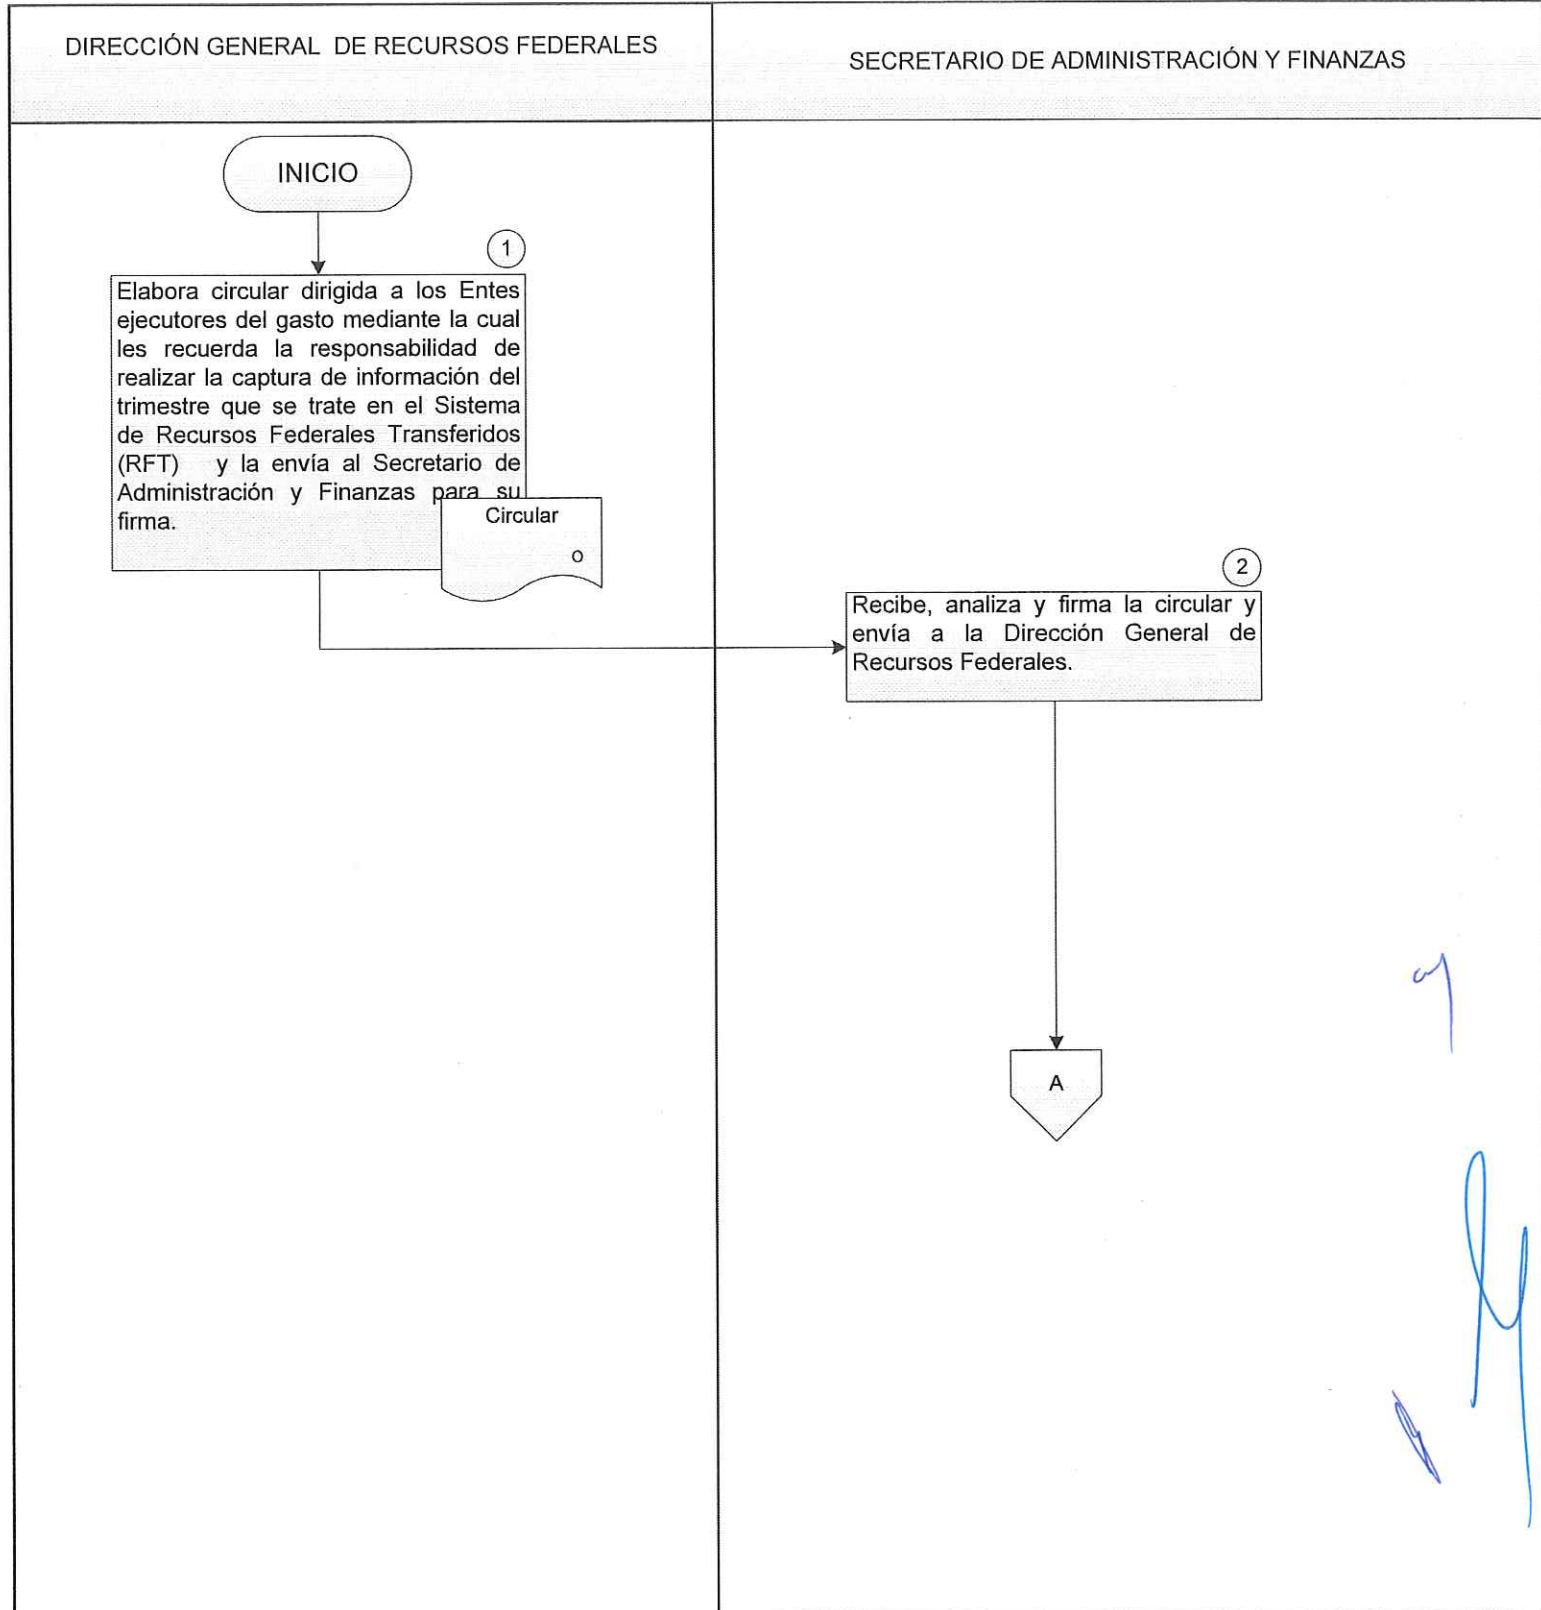 DIRECCIÓN GENERAL DE RECURSOS FEDERALES
SECRETARIO DE ADMINISTRACIÓN Y FINANZAS
INICIO
1
Elabora circular dirigida a los Entes
ejecutores del gasto mediante la cual
les recuerda la responsabilidad de
realizar la captura de información del
trimestre que se trate en el Sistema
de Recursos Federales Transferidos
(RFT) y la envía al Secretario de
Administración y Finanzas para su
firma.
Circular
o
2
Recibe, analiza y firma la circular y
envía a la Dirección General de
Recursos Federales.
A